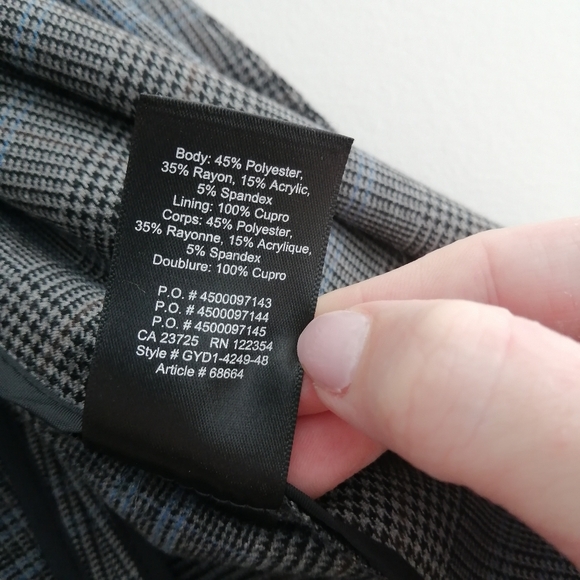 Body: 45% Polyester,
35% Rayon, 15% Acrylic,
5% Spandex
Lining: 100% Cupro
Corps: 45% Polyester,
35% Rayonne, 15% Acrylique,
5% Spandex
Doublure: 100% Cupro
P.O. # 4500097143
P.O. # 4500097144
P.O. # 4500097145
CA 23725 RN 122354
Style # GYD1-4249-48
Article # 68664